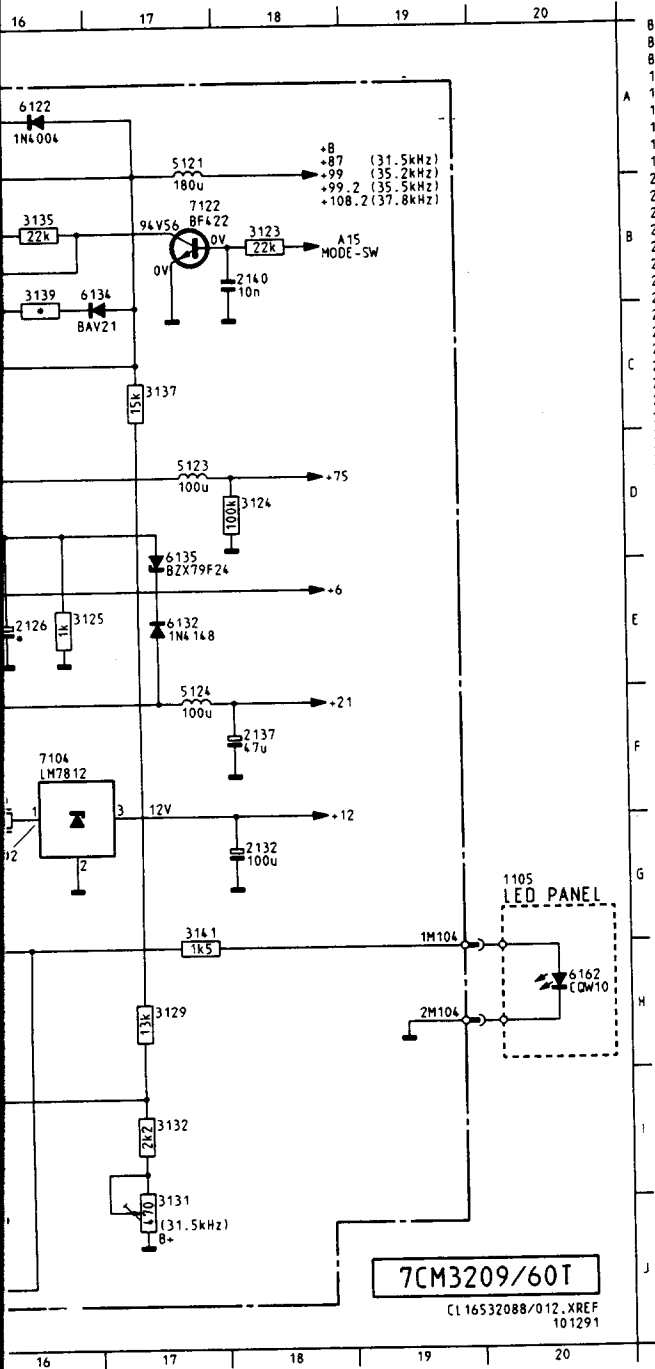 16 17 18 19 20
A
6122
1N4004
5121
180u
+B
+87 (31.5kHz)
+99 (35.2kHz)
+99.2 (35.5kHz)
+108.2 (37.8kHz)
3135
22k
94V56
7122
BF422
0V
0V
3123
22k
A15
MODE-SW
B
2140
10n
3139
*
6134
BAV21
C
15k
3137
5123
100u
+75
D
100k
3124
6135
BZX79F24
+6
2126
*
1k
3125
6132
1N4148
E
5124
100u
+21
2137
47u
F
7104
LM7812
1
3
2
12V
+12
2132
100u
G
1105
LED PANEL
3141
1k5
1M104
6162
CQW10
H
2M104
13k
3129
I
2k2
3132
470
3131
(31.5kHz)
B+
J
7CM3209/60T
CL16532088/012.XREF
101291
16 17 18 19 20